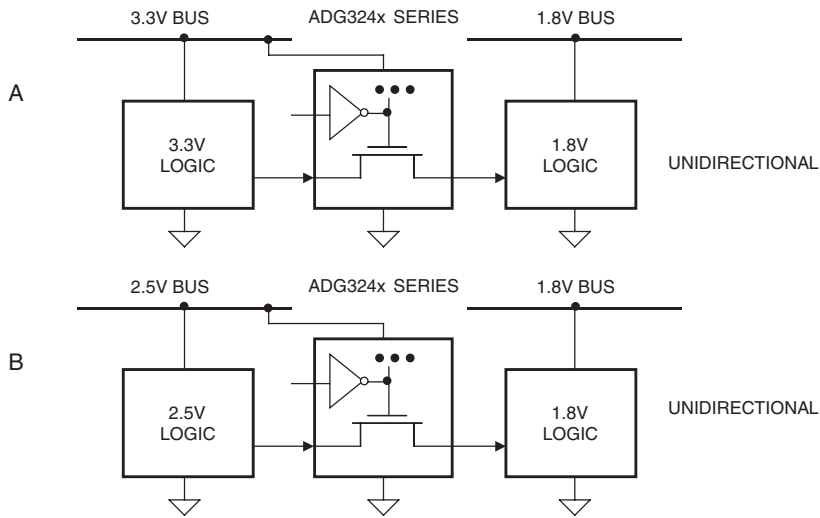 3.3V BUS ADG324x SERIES 1.8V BUS
A
3.3V
LOGIC
1.8V
LOGIC
UNIDIRECTIONAL
2.5V BUS ADG324x SERIES 1.8V BUS
B
2.5V
LOGIC
1.8V
LOGIC
UNIDIRECTIONAL